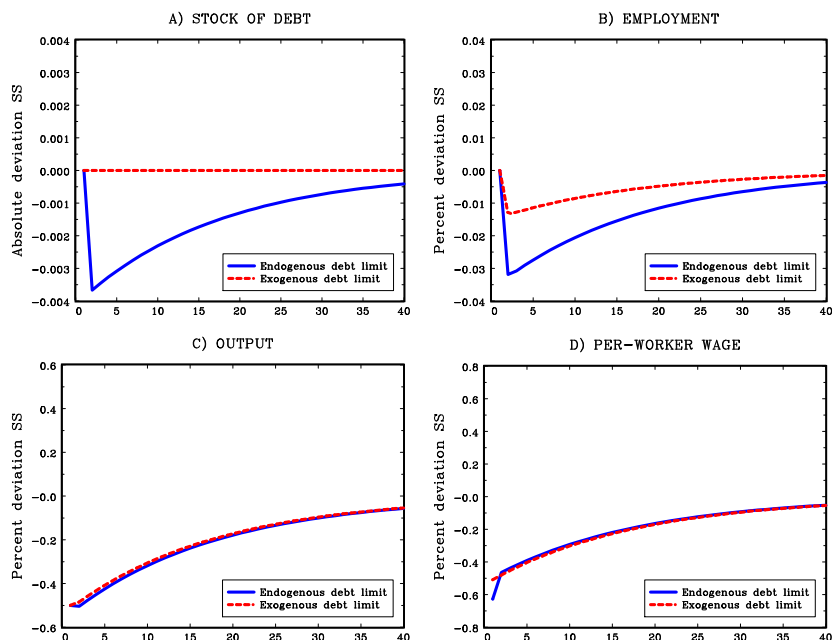 A) STOCK OF DEBT
Absolute deviation SS
0.004
0.003
0.002
0.001
0.000
−0.001
−0.002
−0.003
−0.004
0 5 10 15 20 25 30 35 40
Endogenous debt limit
Exogenous debt limit
B) EMPLOYMENT
Percent deviation SS
0.04
0.03
0.02
0.01
0.00
−0.01
−0.02
−0.03
−0.04
0 5 10 15 20 25 30 35 40
Endogenous debt limit
Exogenous debt limit
C) OUTPUT
Percent deviation SS
0.6
0.4
0.2
−0.0
−0.2
−0.4
−0.6
0 5 10 15 20 25 30 35 40
Endogenous debt limit
Exogenous debt limit
D) PER−WORKER WAGE
Percent deviation SS
0.8
0.6
0.4
0.2
−0.0
−0.2
−0.4
−0.6
−0.8
0 5 10 15 20 25 30 35 40
Endogenous debt limit
Exogenous debt limit